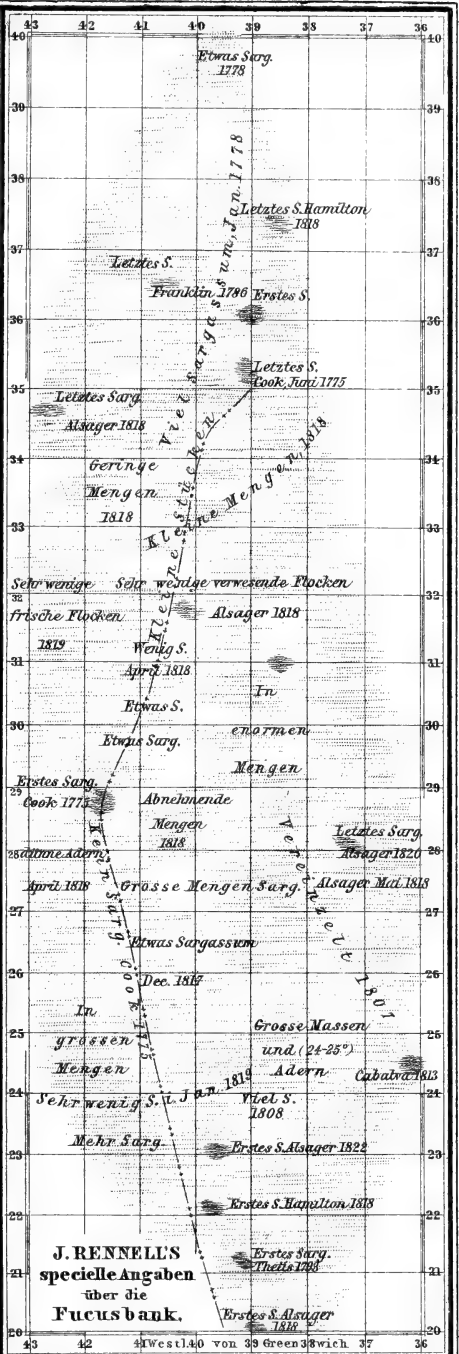 43 42 41 40 39 38 37 36
40 40
Etwas Sarg.
1778
39 39
38 38
Viel Sargassum, Jan. 1778
Letztes S. Hamilton
1818
37 37
Letztes S.
Franklin 1786
Erstes S.
36 36
Letztes S.
Cook, Juni 1775
35 35
Letztes Sarg.
Alsager 1818
34 34
Geringe
Mengen
1818
Kleine Mengen, 1818
33 33
Kleine Stücken
Sehr wenige
32 32
frische Flocken
1819
Sehr wenige verwesende Flocken
Alsager 1818
31 31
Wenig S.
April 1818
In
enormen
Mengen
Etwas S.
30 30
Etwas Sarg.
29 29
Erstes Sarg.
Cook 1775
Abnehmende
Mengen
1818
Vereinzelt 1801
Letztes Sarg.
Alsager 1820
28 28
dünne Adern
April 1818
Grosse Mengen Sarg.
Alsager Mai 1818
27 27
Kein Sarg. Cook 1775
Etwas Sargassum
Dec. 1817
26 26
25 25
In
grossen
Mengen
Grosse Massen
und (24-25°)
Adern
Cabalva 1813
24 24
Sehr wenig S. i. Jan. 1819
Viel S.
1808
Mehr Sarg.
23 23
Erstes S. Alsager 1822
22 22
Erstes S. Hamilton 1818
J. RENNELL'S
specielle Angaben
über die
Fucusbank.
Erstes Sarg.
Thetis 1798
21 21
Erstes S. Alsager
1818
20 20
43 42 41 Westl. 40 von 39 Greenwich 38 37 36